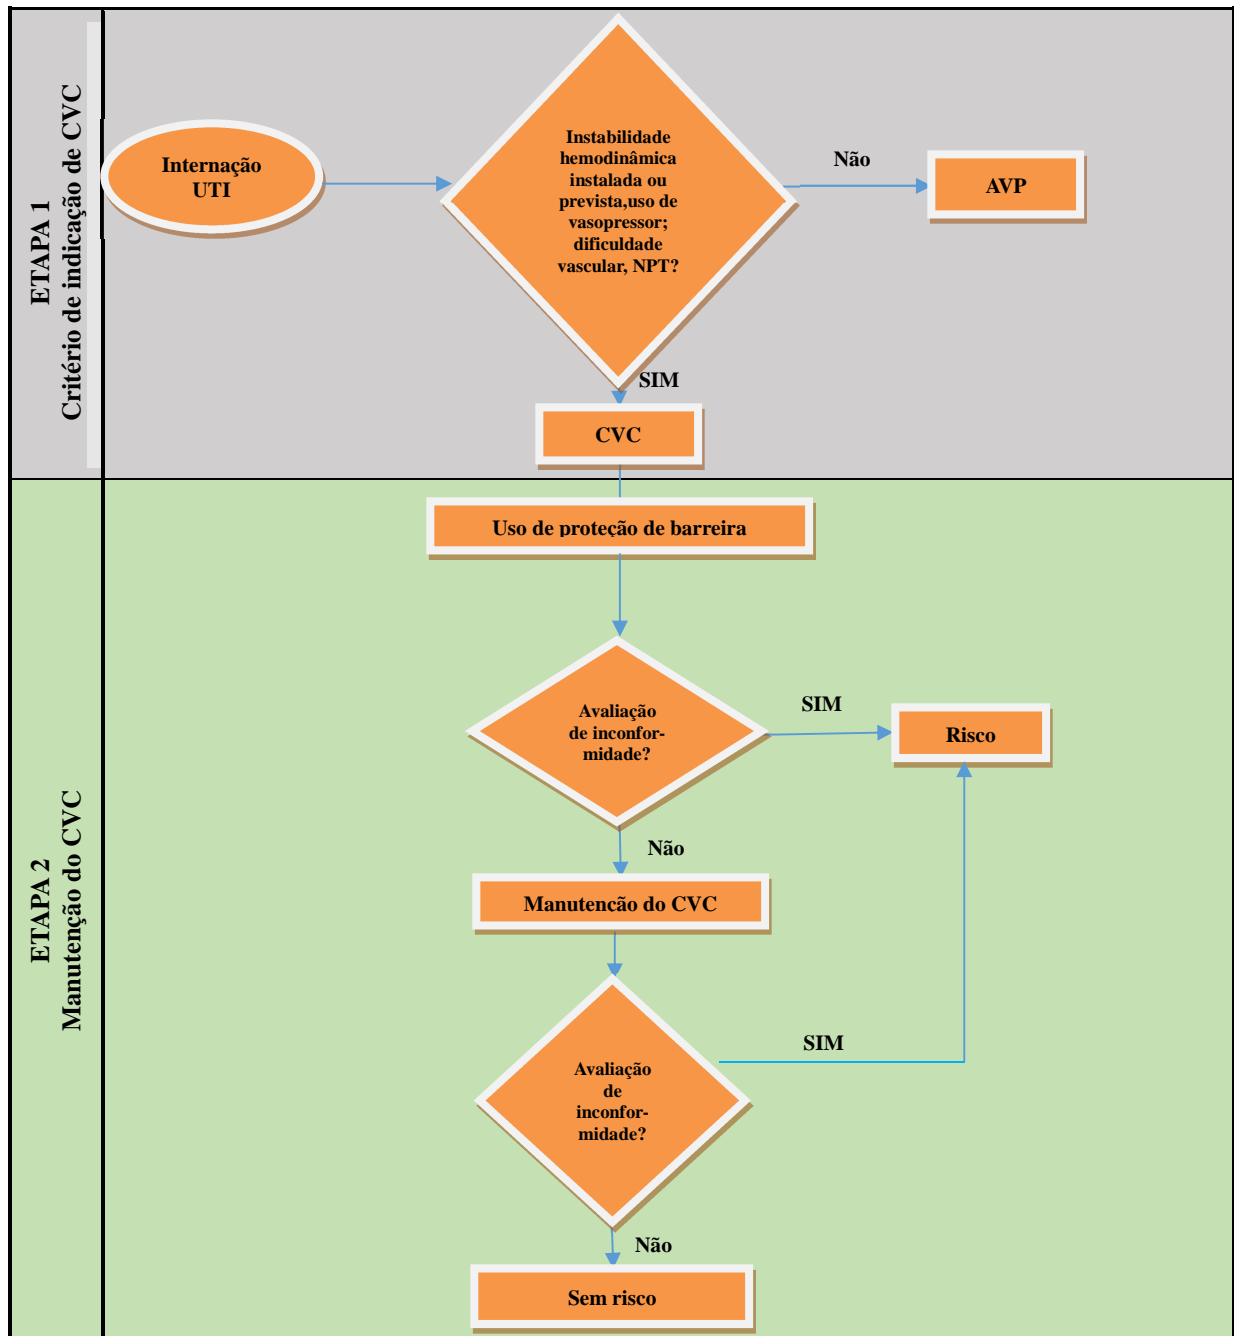 ETAPA 1
Critério de indicação de CVC
Internação
UTI
Instabilidade
hemodinâmica
instalada ou
prevista,uso de
vasopressor;
dificuldade
vascular, NPT?
Não
AVP
SIM
CVC
ETAPA 2
Manutenção do CVC
Uso de proteção de barreira
Avaliação
de inconfor-
midade?
SIM
Risco
Não
Manutenção do CVC
Avaliação
de
inconfor-
midade?
SIM
Não
Sem risco